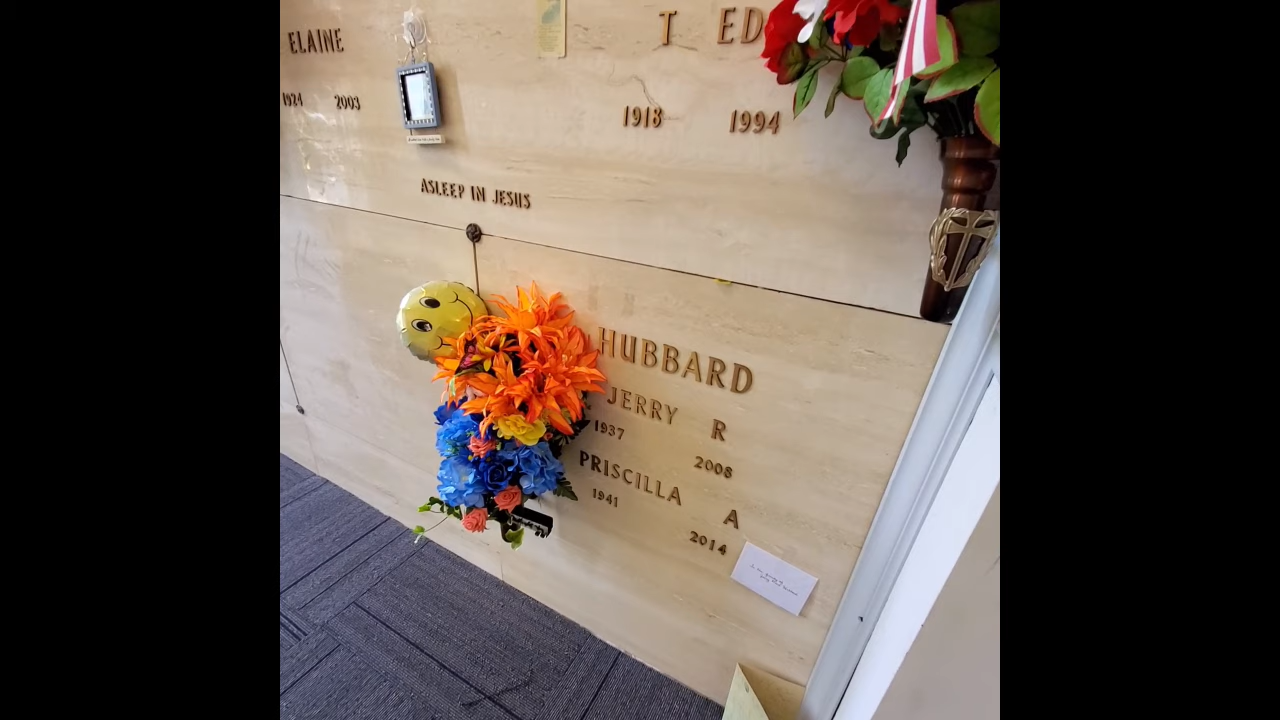 ELAINE
T ED
1924 2003
1918 1994
ASLEEP IN JESUS
HUBBARD
JERRY R
1937 2008
PRISCILLA A
1941 2014